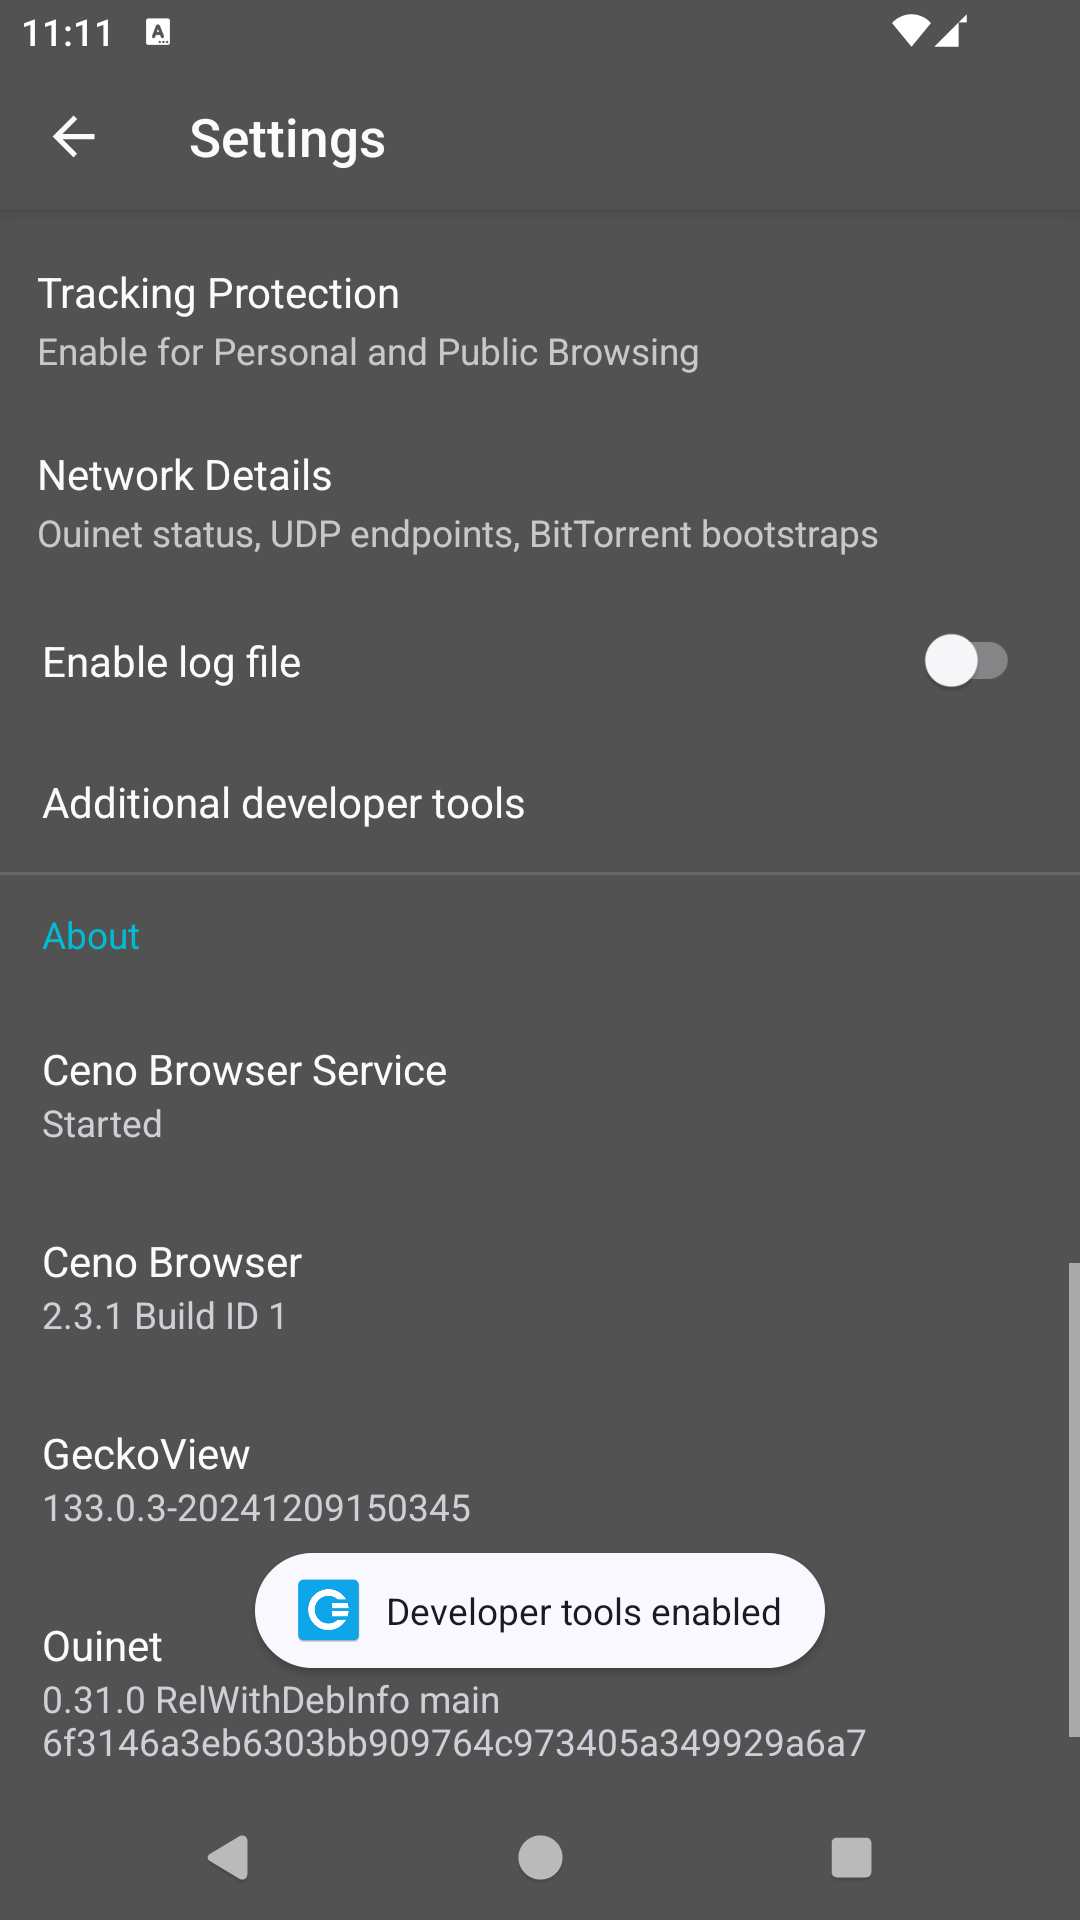 11:11
Settings
Tracking Protection
Enable for Personal and Public Browsing
Network Details
Ouinet status, UDP endpoints, BitTorrent bootstraps
Enable log file
Additional developer tools
About
Ceno Browser Service
Started
Ceno Browser
2.3.1 Build ID 1
GeckoView
133.0.3-20241209150345
Developer tools enabled
Ouinet
0.31.0 RelWithDebInfo main
6f3146a3eb6303bb909764c973405a349929a6a7